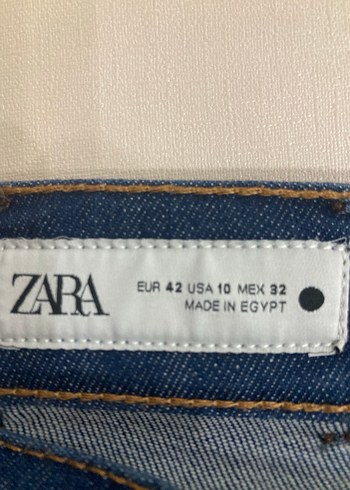 ZARA
EUR 42 USA 10 MEX 32
MADE IN EGYPT